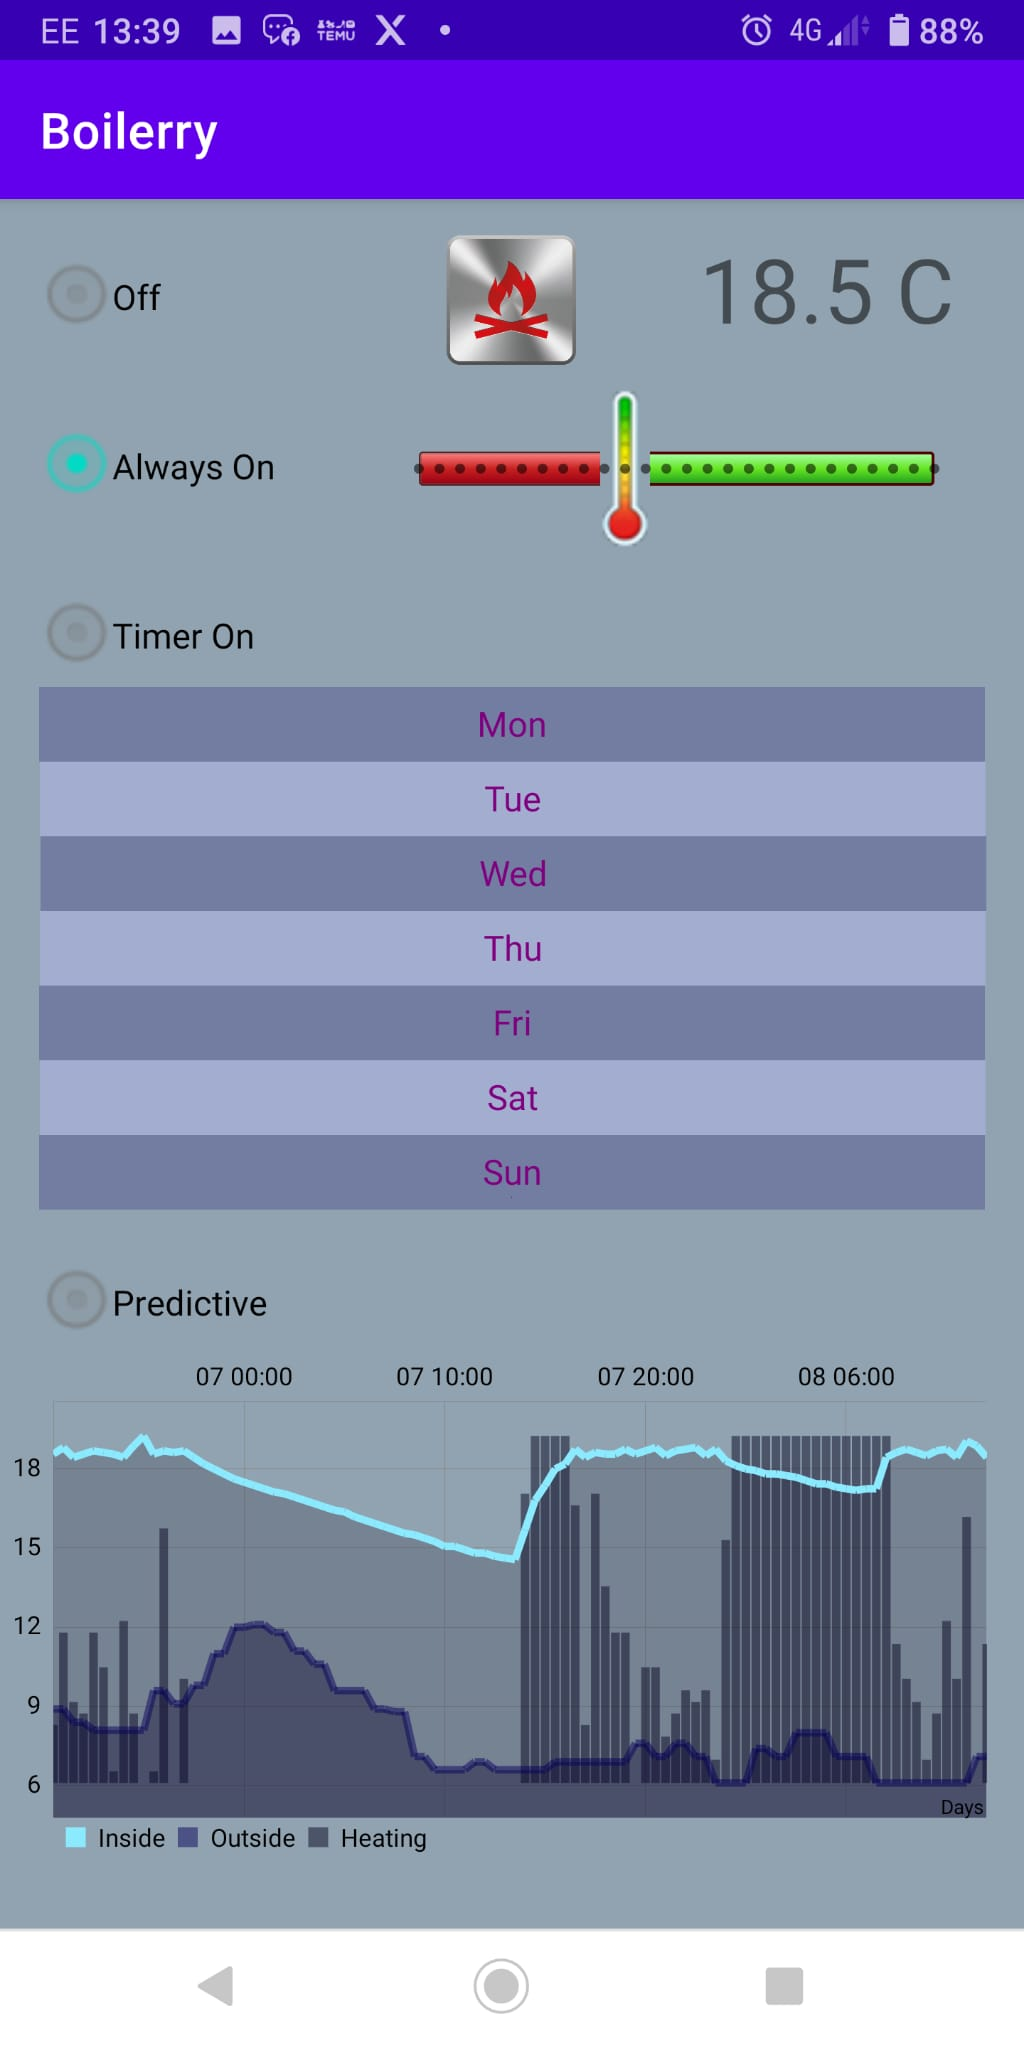 EE 13:39 TEMU 4G 88%
Boilerry
Off 18.5 C
Always On
Timer On
Mon
Tue
Wed
Thu
Fri
Sat
Sun
Predictive
07 00:00 07 10:00 07 20:00 08 06:00
18
15
12
9
6
Days
Inside Outside Heating